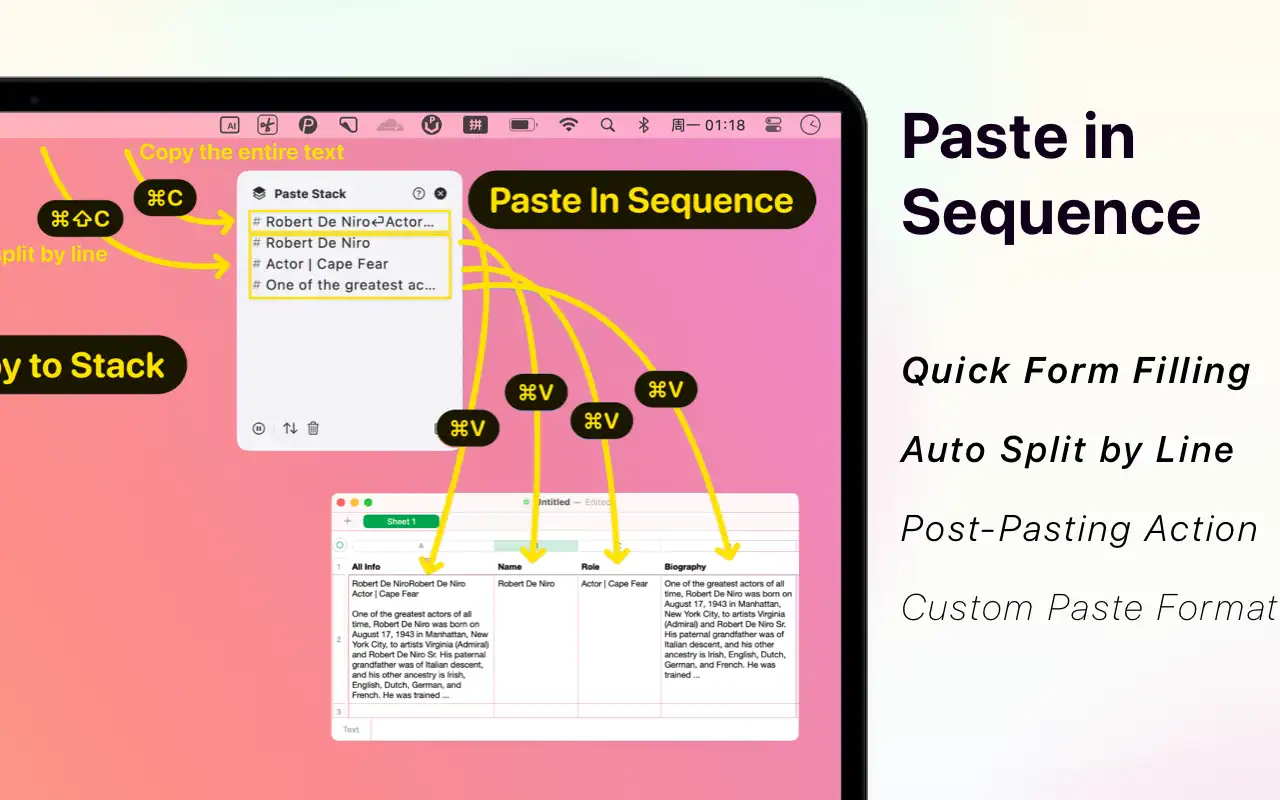 AI
拼
周一 01:18
Copy the entire text
⌘C
⌘⇧C
split by line
y to Stack
Paste Stack
?
# Robert De Niro↵Actor...
# Robert De Niro
# Actor | Cape Fear
# One of the greatest ac...
Paste In Sequence
⌘V
⌘V
⌘V
⌘V
Untitled — Edited
+
Sheet 1
A
1 All Info Name Role Biography
2
Robert De NiroRobert De Niro
Actor | Cape Fear
One of the greatest actors of all
time, Robert De Niro was born on
August 17, 1943 in Manhattan, New
York City, to artists Virginia (Admiral)
and Robert De Niro Sr. His paternal
grandfather was of Italian descent,
and his other ancestry is Irish,
English, Dutch, German, and
French. He was trained ...
Robert De Niro
Actor | Cape Fear
One of the greatest actors of all
time, Robert De Niro was born on
August 17, 1943 in Manhattan,
New York City, to artists Virginia
(Admiral) and Robert De Niro Sr.
His paternal grandfather was of
Italian descent, and his other
ancestry is Irish, English, Dutch,
German, and French. He was
trained ...
3
Text
Paste in
Sequence
Quick Form Filling
Auto Split by Line
Post-Pasting Action
Custom Paste Format